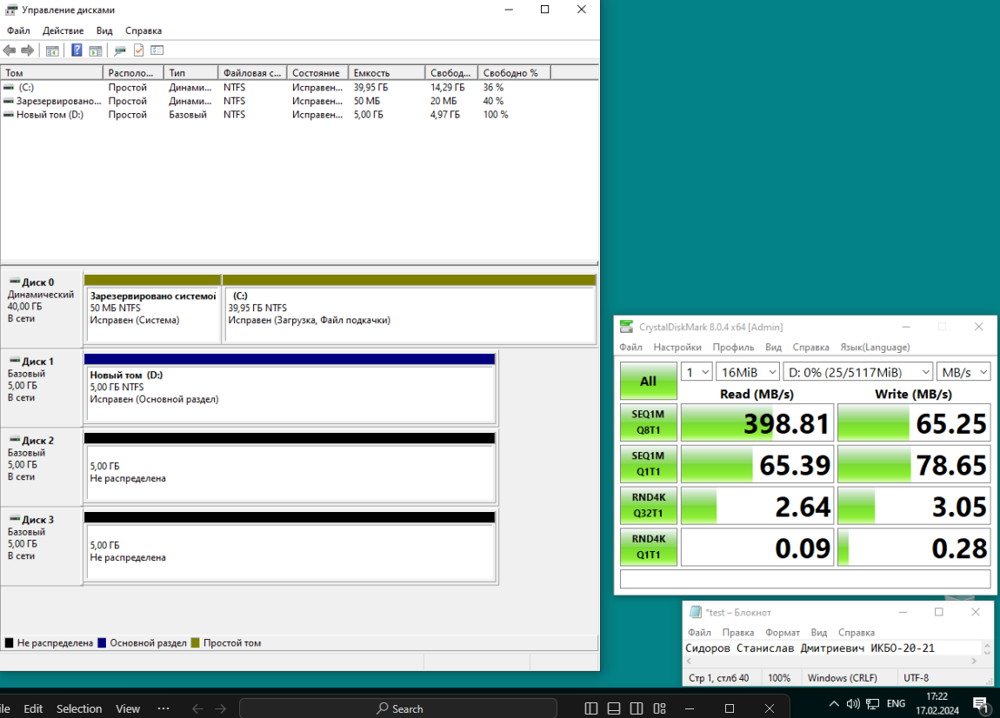 Управление дисками
Файл Действие Вид Справка
Том Располо... Тип Файловая с... Состояние Емкость Свобод... Свободно %
(C:) Простой Динами... NTFS Исправен... 39,95 ГБ 14,29 ГБ 36 %
Зарезервировано... Простой Динами... NTFS Исправен... 50 МБ 20 МБ 40 %
Новый том (D:) Простой Базовый NTFS Исправен... 5,00 ГБ 4,97 ГБ 100 %
Диск 0
Динамический
40,00 ГБ
В сети
Зарезервировано системой
50 МБ NTFS
Исправен (Система)
(C:)
39,95 ГБ NTFS
Исправен (Загрузка, Файл подкачки)
Диск 1
Базовый
5,00 ГБ
В сети
Новый том (D:)
5,00 ГБ NTFS
Исправен (Основной раздел)
Диск 2
Базовый
5,00 ГБ
В сети
5,00 ГБ
Не распределена
Диск 3
Базовый
5,00 ГБ
В сети
5,00 ГБ
Не распределена
Не распределена Основной раздел Простой том
CrystalDiskMark 8.0.4 x64 [Admin]
Файл Настройки Профиль Вид Справка Язык(Language)
All 1 16MiB D: 0% (25/5117MiB) MB/s
Read (MB/s) Write (MB/s)
SEQ1M
Q8T1
398.81 65.25
SEQ1M
Q1T1
65.39 78.65
RND4K
Q32T1
2.64 3.05
RND4K
Q1T1
0.09 0.28
*test – Блокнот
Файл Правка Формат Вид Справка
Сидоров Станислав Дмитриевич ИКБО-20-21
Стр 1, стлб 40 100% Windows (CRLF) UTF-8
ile Edit Selection View ... Search
ENG
17:22
17.02.2024
1